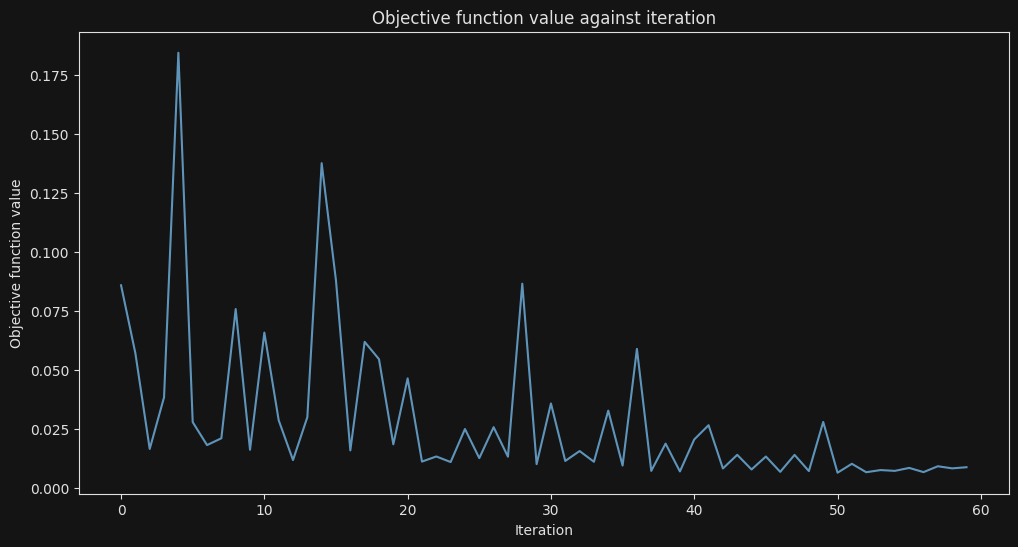 Objective function value against iteration
Objective function value
0.175
0.150
0.125
0.100
0.075
0.050
0.025
0.000
0 10 20 30 40 50 60
Iteration